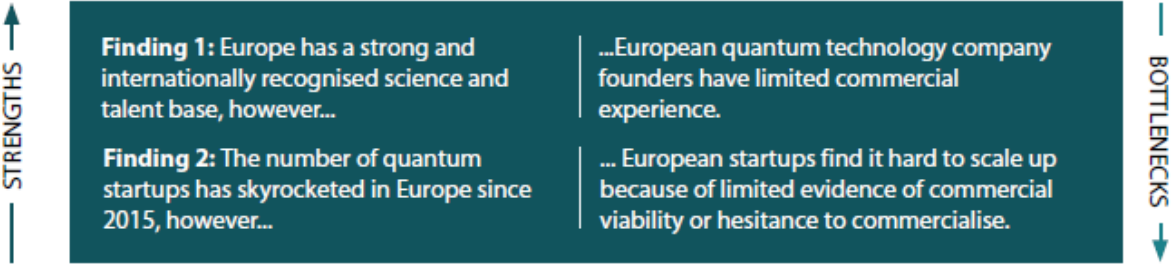 STRENGTHS
Finding 1: Europe has a strong and
internationally recognised science and
talent base, however...
...European quantum technology company
founders have limited commercial
experience.
Finding 2: The number of quantum
startups has skyrocketed in Europe since
2015, however...
... European startups find it hard to scale up
because of limited evidence of commercial
viability or hesitance to commercialise.
BOTTLENECKS